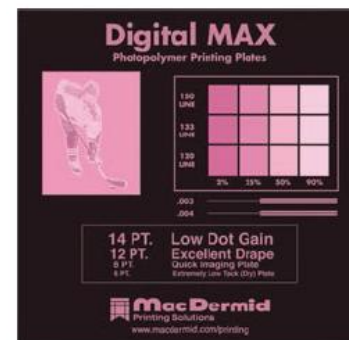 Digital MAX
Photopolymer Printing Plates
150 LINE
133 LINE
120 LINE
2% 25% 50% 90%
.003
.004
14 PT. Low Dot Gain
12 PT. Excellent Drape
8 PT. Quick Imaging Plate
6 PT. Extremely Low Tack (Dry) Plate
MacDermid
Printing Solutions
www.macdermid.com/printing